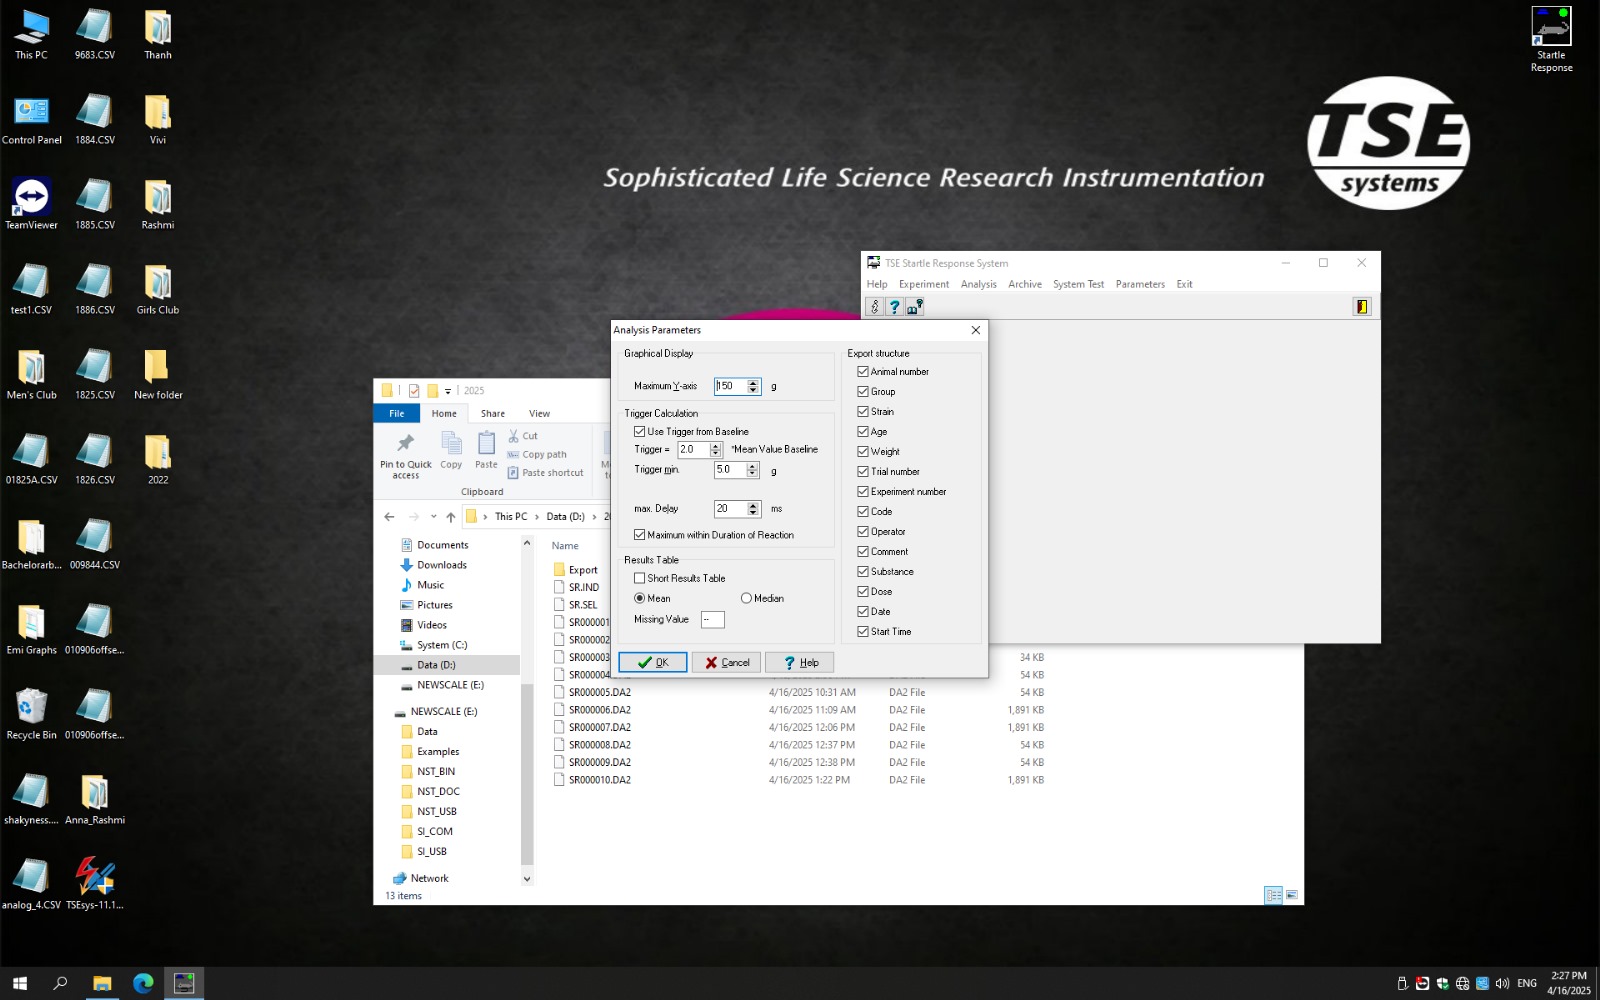 This PC
9683.CSV
Thanh
Control Panel
1884.CSV
Vivi
TeamViewer
1885.CSV
Rashmi
test1.CSV
1886.CSV
Girls Club
Men's Club
1825.CSV
New folder
01825A.CSV
1826.CSV
2022
Bachelorarb...
009844.CSV
Emi Graphs
010906offse...
Recycle Bin
010906offse...
shakyness....
Anna_Rashmi
analog_4.CSV
TSEsys-11.1...
Startle
Response
TSE
systems
Sophisticated Life Science Research Instrumentation
TSE Startle Response System
Help Experiment Analysis Archive System Test Parameters Exit
Analysis Parameters
Graphical Display
Maximum Y-axis 150 g
Trigger Calculation
Use Trigger from Baseline
Trigger = 2.0 *Mean Value Baseline
Trigger min. 5.0 g
max. Delay 20 ms
Maximum within Duration of Reaction
Results Table
Short Results Table
Mean Median
Missing Value --
Export structure
Animal number
Group
Strain
Age
Weight
Trial number
Experiment number
Code
Operator
Comment
Substance
Dose
Date
Start Time
OK Cancel Help
2025
File Home Share View
Pin to Quick
access
Copy
Paste
Cut
Copy path
Paste shortcut
Clipboard
This PC > Data (D:) >
Documents
Downloads
Music
Pictures
Videos
System (C:)
Data (D:)
NEWSCALE (E:)
NEWSCALE (E:)
Data
Examples
NST_BIN
NST_DOC
NST_USB
SI_COM
SI_USB
Network
13 items
Name
Export
SR.IND
SR.SEL
SR000001
SR000002
SR000003 34 KB
SR000004 54 KB
SR000005.DA2 4/16/2025 10:31 AM DA2 File 54 KB
SR000006.DA2 4/16/2025 11:09 AM DA2 File 1,891 KB
SR000007.DA2 4/16/2025 12:06 PM DA2 File 1,891 KB
SR000008.DA2 4/16/2025 12:37 PM DA2 File 54 KB
SR000009.DA2 4/16/2025 12:38 PM DA2 File 54 KB
SR000010.DA2 4/16/2025 1:22 PM DA2 File 1,891 KB
ENG
2:27 PM
4/16/2025